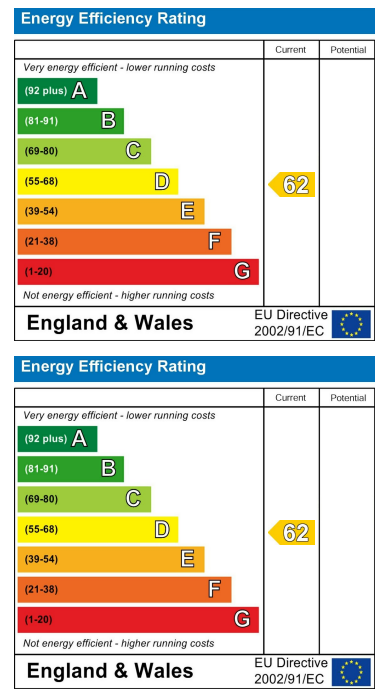 Energy Efficiency Rating
Current Potential
Very energy efficient - lower running costs
(92 plus) A
(81-91) B
(69-80) C
(55-68) D 62
(39-54) E
(21-38) F
(1-20) G
Not energy efficient - higher running costs
England & Wales
EU Directive
2002/91/EC
Energy Efficiency Rating
Current Potential
Very energy efficient - lower running costs
(92 plus) A
(81-91) B
(69-80) C
(55-68) D 62
(39-54) E
(21-38) F
(1-20) G
Not energy efficient - higher running costs
England & Wales
EU Directive
2002/91/EC